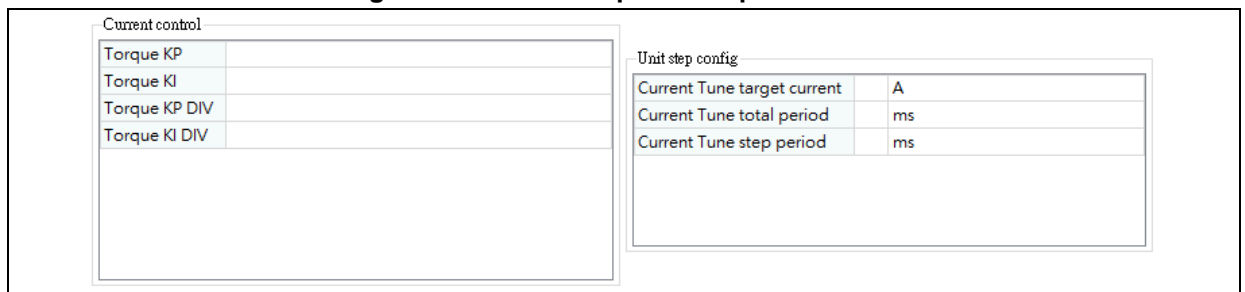 Current control
Torque KP
Torque KI
Torque KP DIV
Torque KI DIV
Unit step config
Current Tune target current A
Current Tune total period ms
Current Tune step period ms